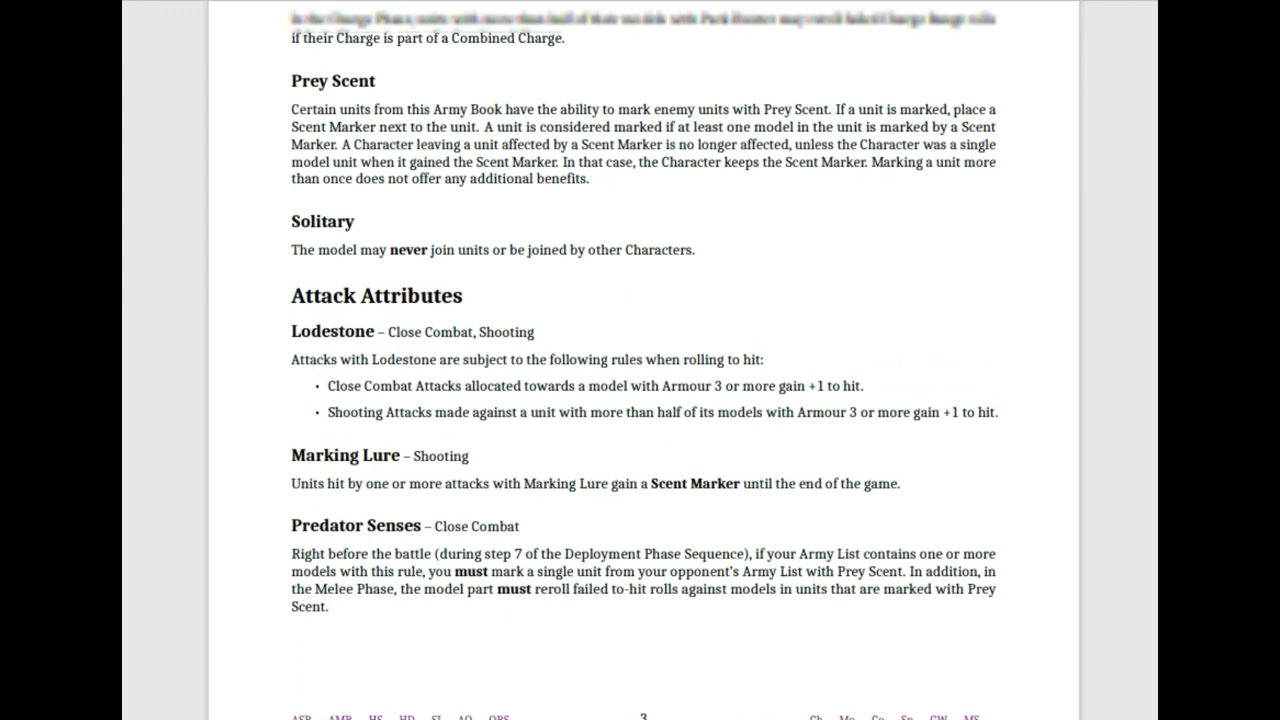 if their Charge is part of a Combined Charge.
Prey Scent
Certain units from this Army Book have the ability to mark enemy units with Prey Scent. If a unit is marked, place a
Scent Marker next to the unit. A unit is considered marked if at least one model in the unit is marked by a Scent
Marker. A Character leaving a unit affected by a Scent Marker is no longer affected, unless the Character was a single
model unit when it gained the Scent Marker. In that case, the Character keeps the Scent Marker. Marking a unit more
than once does not offer any additional benefits.
Solitary
The model may never join units or be joined by other Characters.
Attack Attributes
Lodestone – Close Combat, Shooting
Attacks with Lodestone are subject to the following rules when rolling to hit:
• Close Combat Attacks allocated towards a model with Armour 3 or more gain +1 to hit.
• Shooting Attacks made against a unit with more than half of its models with Armour 3 or more gain +1 to hit.
Marking Lure – Shooting
Units hit by one or more attacks with Marking Lure gain a Scent Marker until the end of the game.
Predator Senses – Close Combat
Right before the battle (during step 7 of the Deployment Phase Sequence), if your Army List contains one or more
models with this rule, you must mark a single unit from your opponent's Army List with Prey Scent. In addition, in
the Melee Phase, the model part must reroll failed to-hit rolls against models in units that are marked with Prey
Scent.